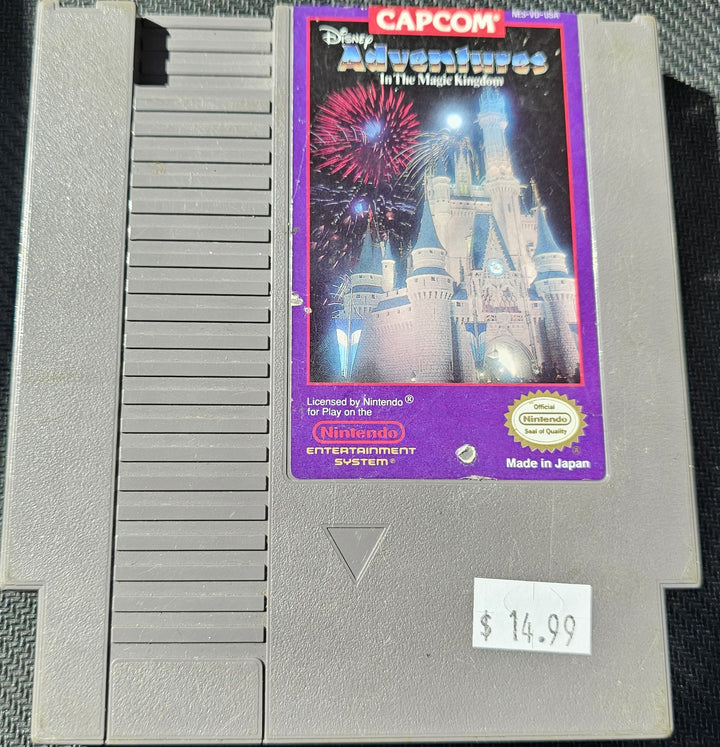 CAPCOM®
NES-VD-USA
Disney
Adventures
In The Magic Kingdom
Licensed by Nintendo®
for Play on the
Nintendo®
ENTERTAINMENT
SYSTEM®
Official
Nintendo
Seal of Quality
®
Made in Japan
$ 14.99